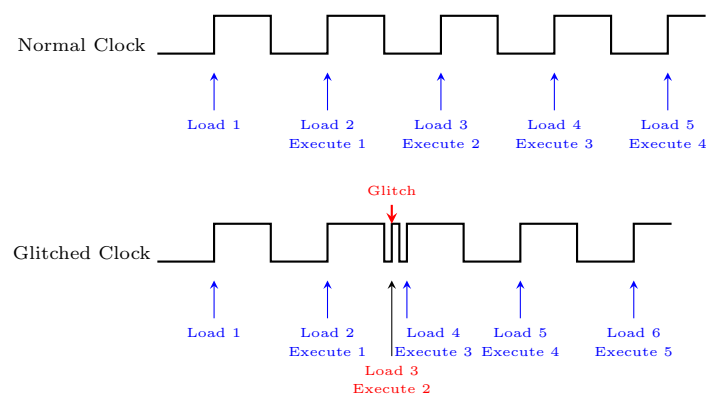 Normal Clock
Load 1
Load 2
Execute 1
Load 3
Execute 2
Load 4
Execute 3
Load 5
Execute 4
Glitch
Glitched Clock
Load 1
Load 2
Execute 1
Load 3
Execute 2
Load 4
Execute 3
Load 5
Execute 4
Load 6
Execute 5